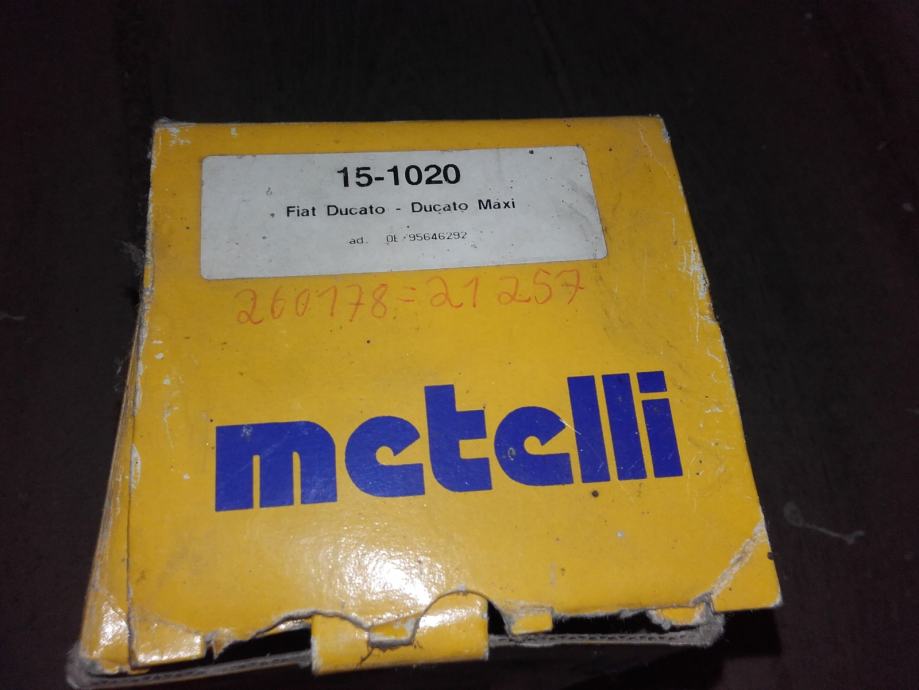 15-1020
Fiat Ducato - Ducato Maxi
ad. OE 95646292
260178=21257
metelli